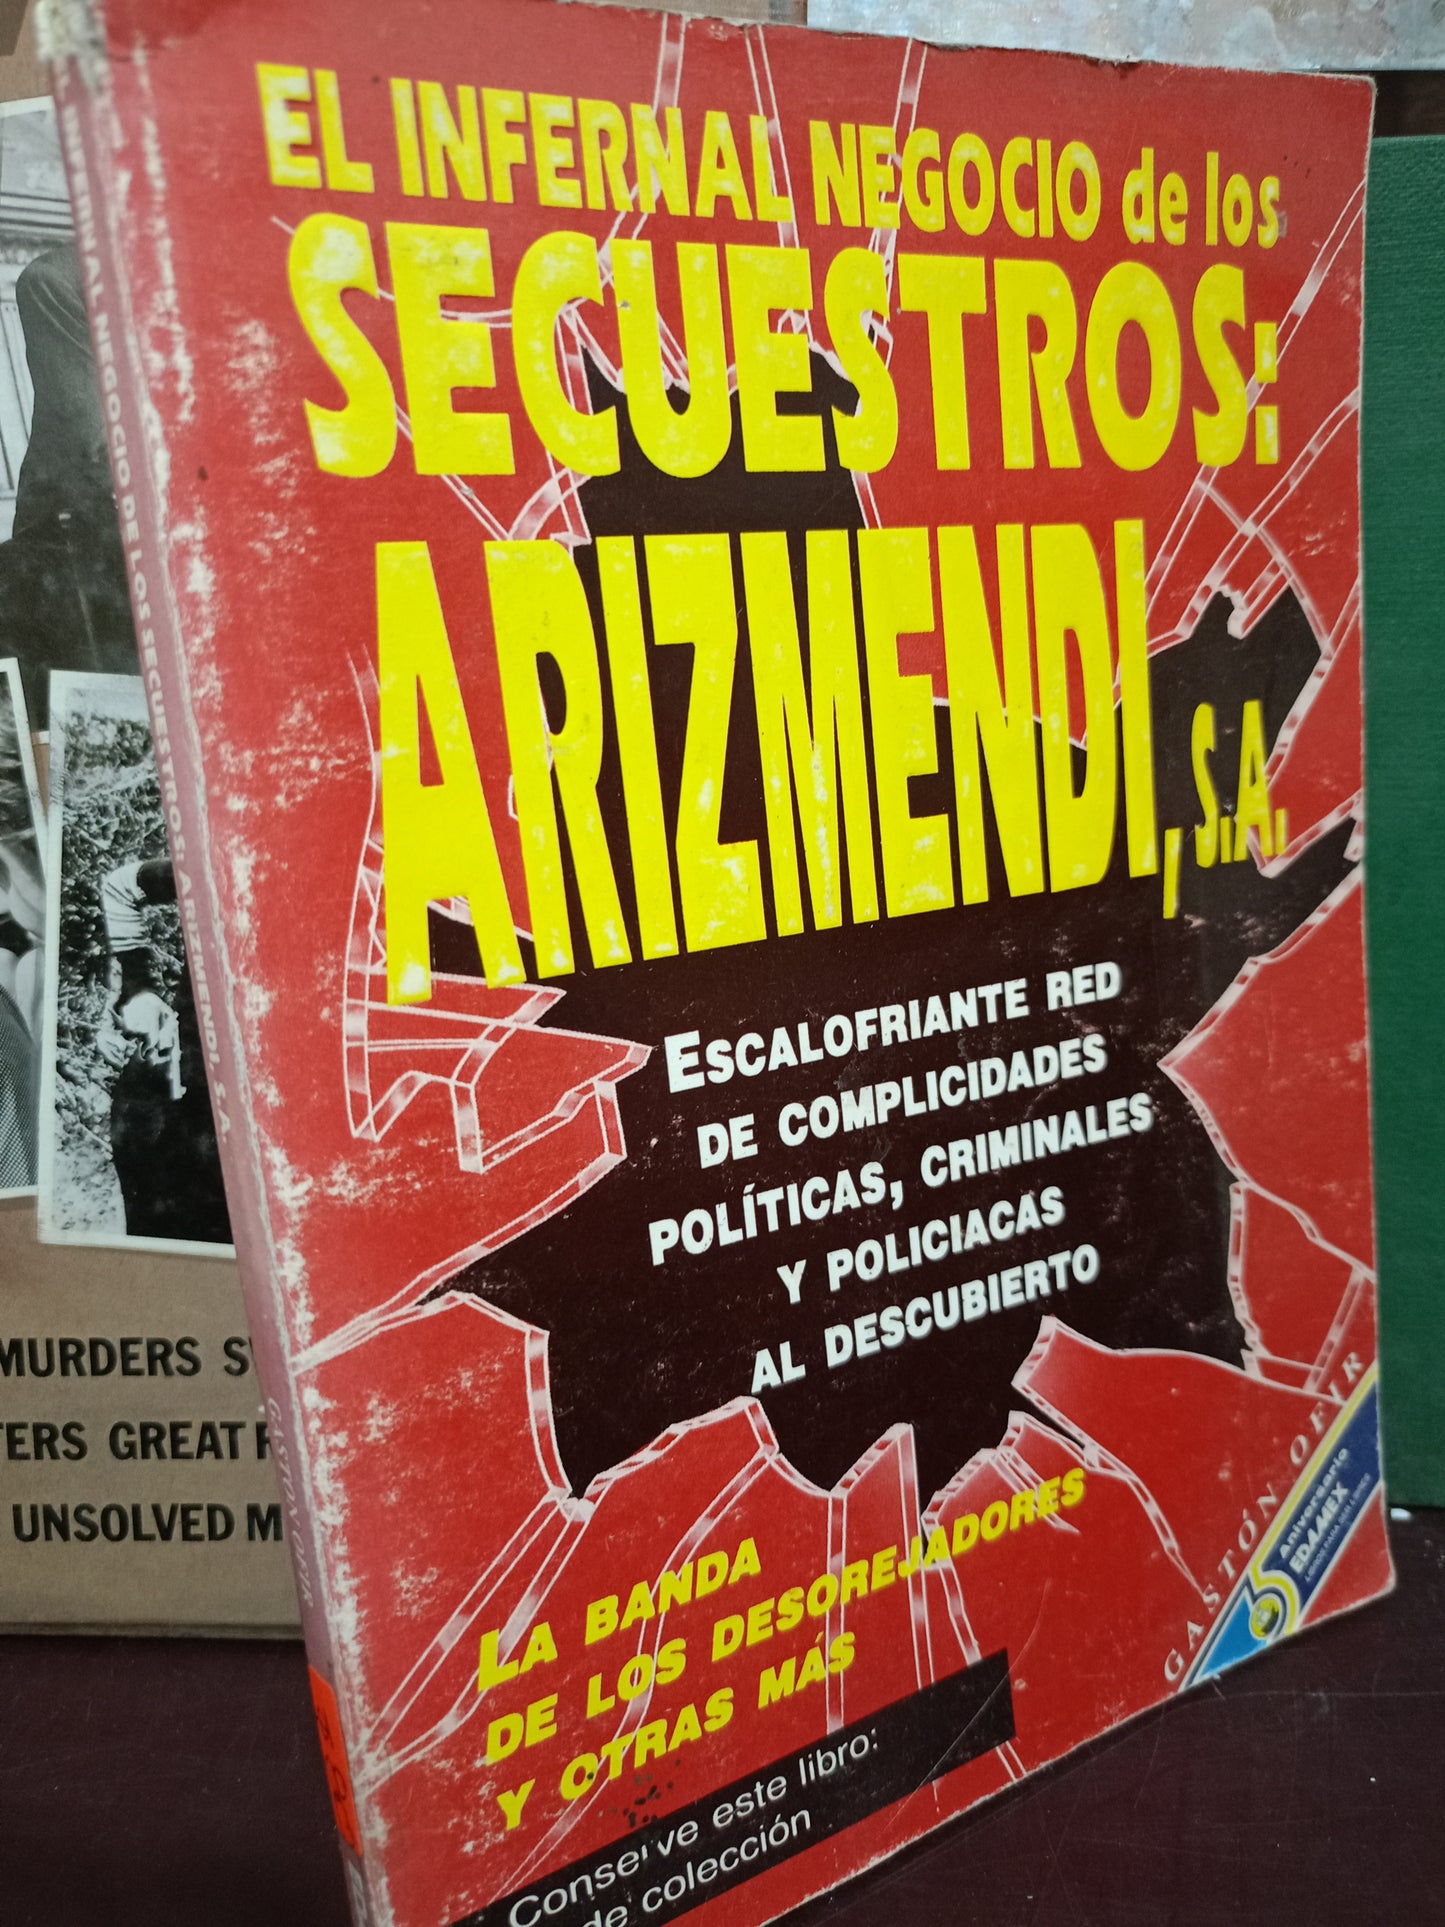 EL INFERNAL NEGOCIO de los
SECUESTROS:
ARIZMENDI, S.A.
ESCALOFRIANTE RED
DE COMPLICIDADES
POLÍTICAS, CRIMINALES
Y POLICIACAS
AL DESCUBIERTO
LA BANDA
DE LOS DESOREJADORES
Y OTRAS MÁS
Conserve este libro:
de colección
GASTÓN OFIR
Aniversario
EDAMEX
INFERNAL NEGOCIO DE LOS SECUESTROS: ARIZMENDI, S.A.
MURDERS
GREAT
UNSOLVED